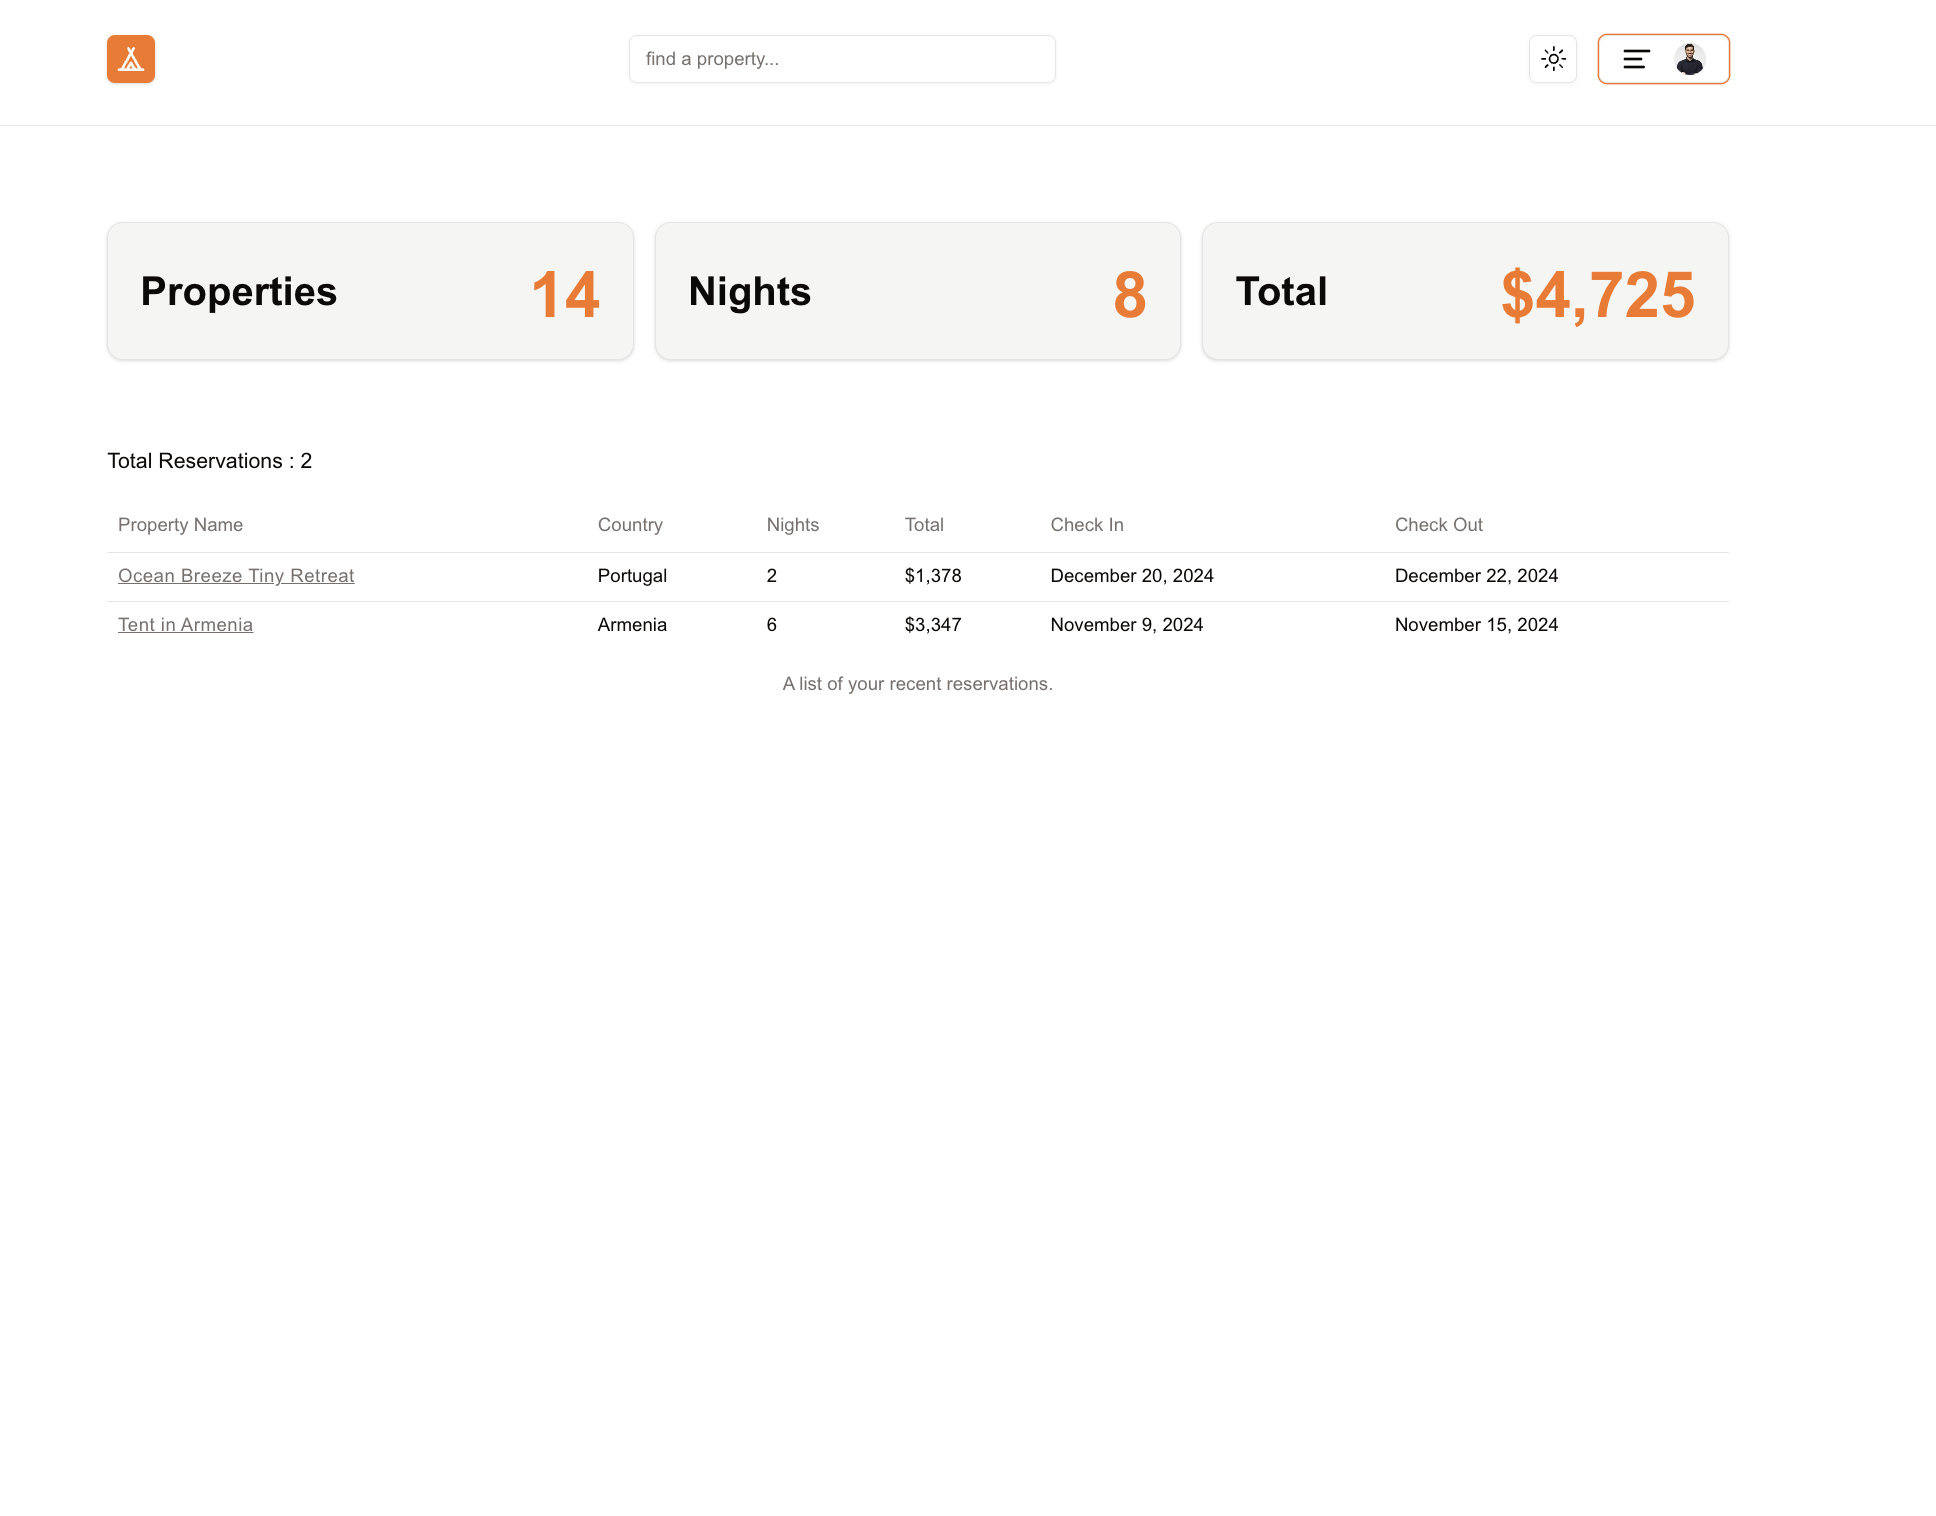 find a property...
Properties 14 Nights 8 Total $4,725
Total Reservations : 2
Property Name Country Nights Total Check In Check Out
Ocean Breeze Tiny Retreat Portugal 2 $1,378 December 20, 2024 December 22, 2024
Tent in Armenia Armenia 6 $3,347 November 9, 2024 November 15, 2024
A list of your recent reservations.